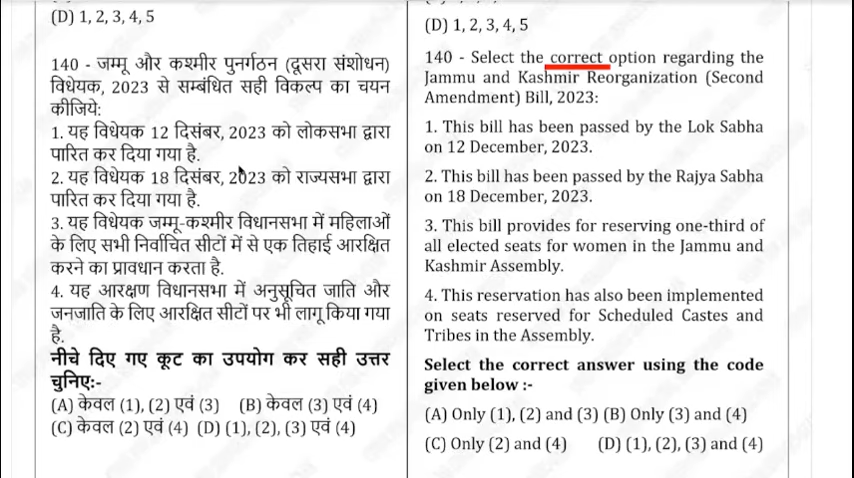 (D) 1, 2, 3, 4, 5
140 - जम्मू और कश्मीर पुनर्गठन (दूसरा संशोधन)
विधेयक, 2023 से सम्बंधित सही विकल्प का चयन
कीजिये:
1. यह विधेयक 12 दिसंबर, 2023 को लोकसभा द्वारा
पारित कर दिया गया है.
2. यह विधेयक 18 दिसंबर, 2023 को राज्यसभा द्वारा
पारित कर दिया गया है.
3. यह विधेयक जम्मू-कश्मीर विधानसभा में महिलाओं
के लिए सभी निर्वाचित सीटों में से एक तिहाई आरक्षित
करने का प्रावधान करता है.
4. यह आरक्षण विधानसभा में अनुसूचित जाति और
जनजाति के लिए आरक्षित सीटों पर भी लागू किया गया
है.
नीचे दिए गए कूट का उपयोग कर सही उत्तर
चुनिए:-
(A) केवल (1), (2) एवं (3) (B) केवल (3) एवं (4)
(C) केवल (2) एवं (4) (D) (1), (2), (3) एवं (4)
(D) 1, 2, 3, 4, 5
140 - Select the correct option regarding the
Jammu and Kashmir Reorganization (Second
Amendment) Bill, 2023:
1. This bill has been passed by the Lok Sabha
on 12 December, 2023.
2. This bill has been passed by the Rajya Sabha
on 18 December, 2023.
3. This bill provides for reserving one-third of
all elected seats for women in the Jammu and
Kashmir Assembly.
4. This reservation has also been implemented
on seats reserved for Scheduled Castes and
Tribes in the Assembly.
Select the correct answer using the code
given below :-
(A) Only (1), (2) and (3) (B) Only (3) and (4)
(C) Only (2) and (4) (D) (1), (2), (3) and (4)